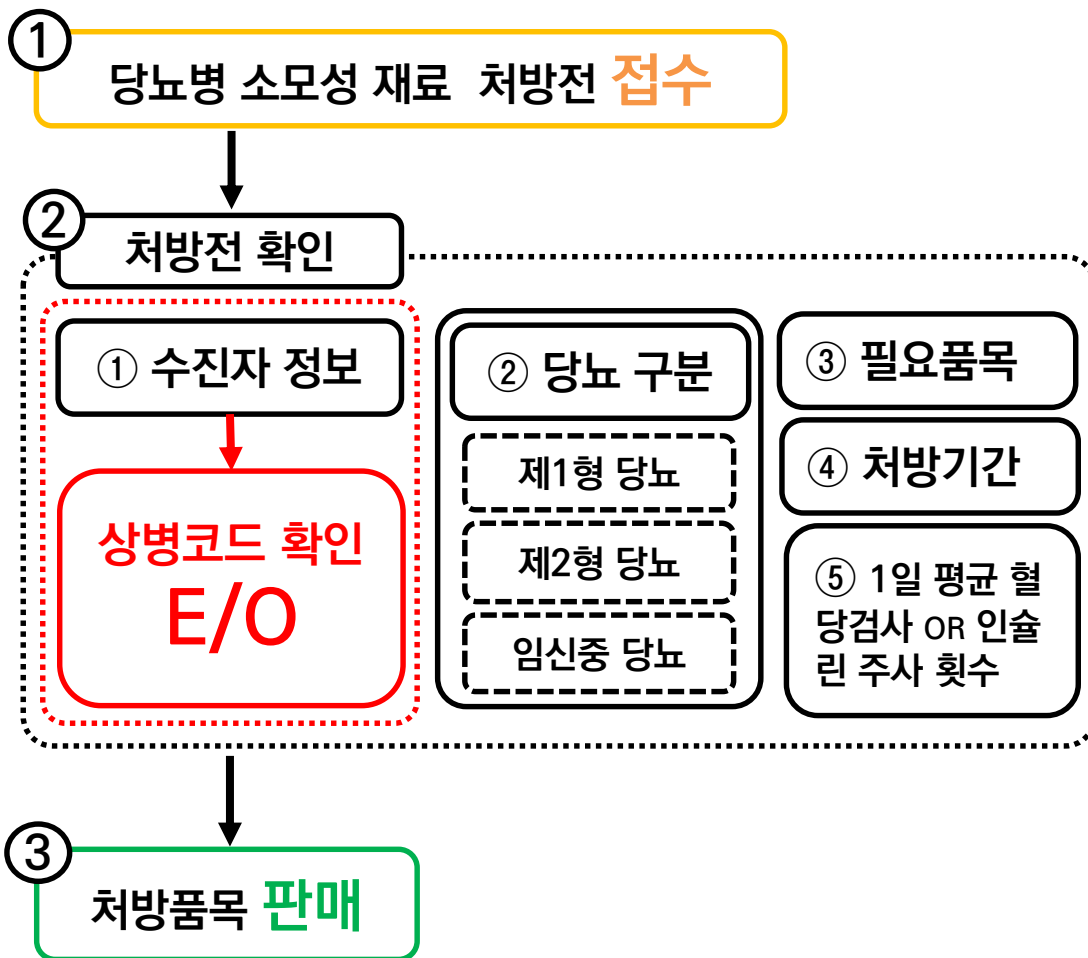 ①
당뇨병 소모성 재료 처방전 접수
②
처방전 확인
① 수진자 정보
상병코드 확인
E/O
② 당뇨 구분
제1형 당뇨
제2형 당뇨
임신중 당뇨
③ 필요품목
④ 처방기간
⑤ 1일 평균 혈
당검사 OR 인슐
린 주사 횟수
③
처방품목 판매